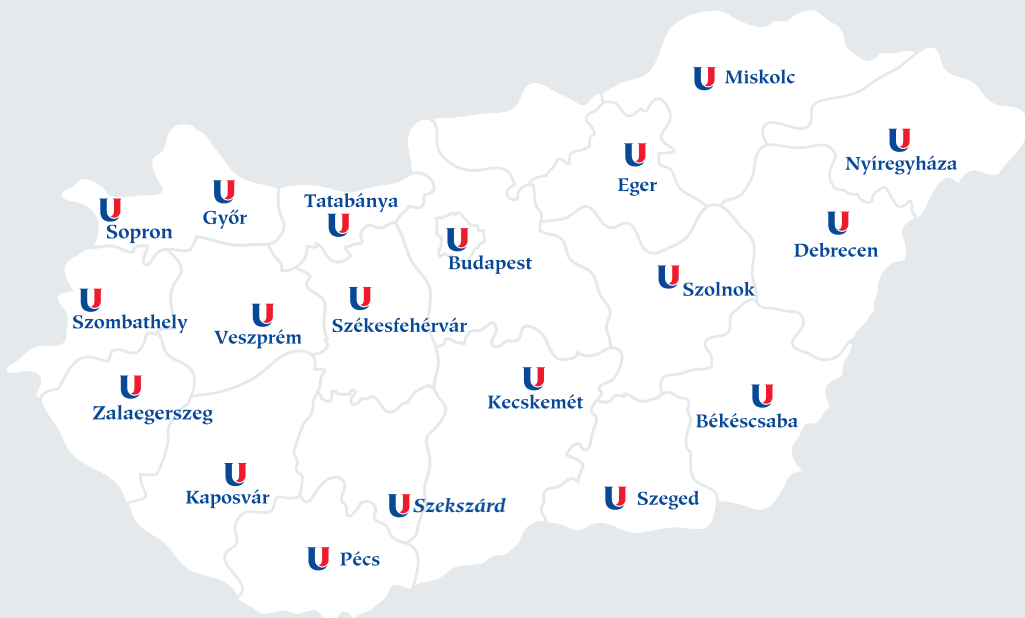 Miskolc
Nyíregyháza
Eger
Tatabánya
Győr
Sopron
Debrecen
Budapest
Szolnok
Szombathely
Székesfehérvár
Veszprém
Kecskemét
Zalaegerszeg
Békéscsaba
Kaposvár
Szeged
Szekszárd
Pécs